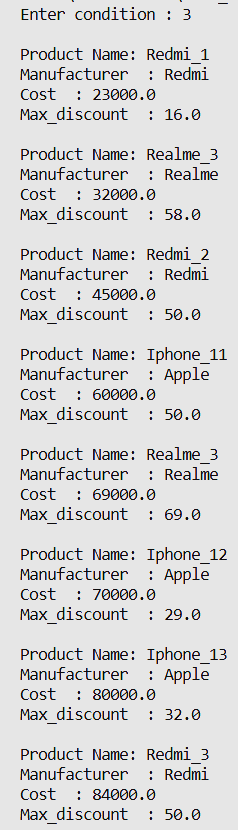 Enter condition : 3
Product Name: Redmi_1
Manufacturer  : Redmi
Cost  : 23000.0
Max_discount  : 16.0
Product Name: Realme_3
Manufacturer  : Realme
Cost  : 32000.0
Max_discount  : 58.0
Product Name: Redmi_2
Manufacturer  : Redmi
Cost  : 45000.0
Max_discount  : 50.0
Product Name: Iphone_11
Manufacturer  : Apple
Cost  : 60000.0
Max_discount  : 50.0
Product Name: Realme_3
Manufacturer  : Realme
Cost  : 69000.0
Max_discount  : 69.0
Product Name: Iphone_12
Manufacturer  : Apple
Cost  : 70000.0
Max_discount  : 29.0
Product Name: Iphone_13
Manufacturer  : Apple
Cost  : 80000.0
Max_discount  : 32.0
Product Name: Redmi_3
Manufacturer  : Redmi
Cost  : 84000.0
Max_discount  : 50.0